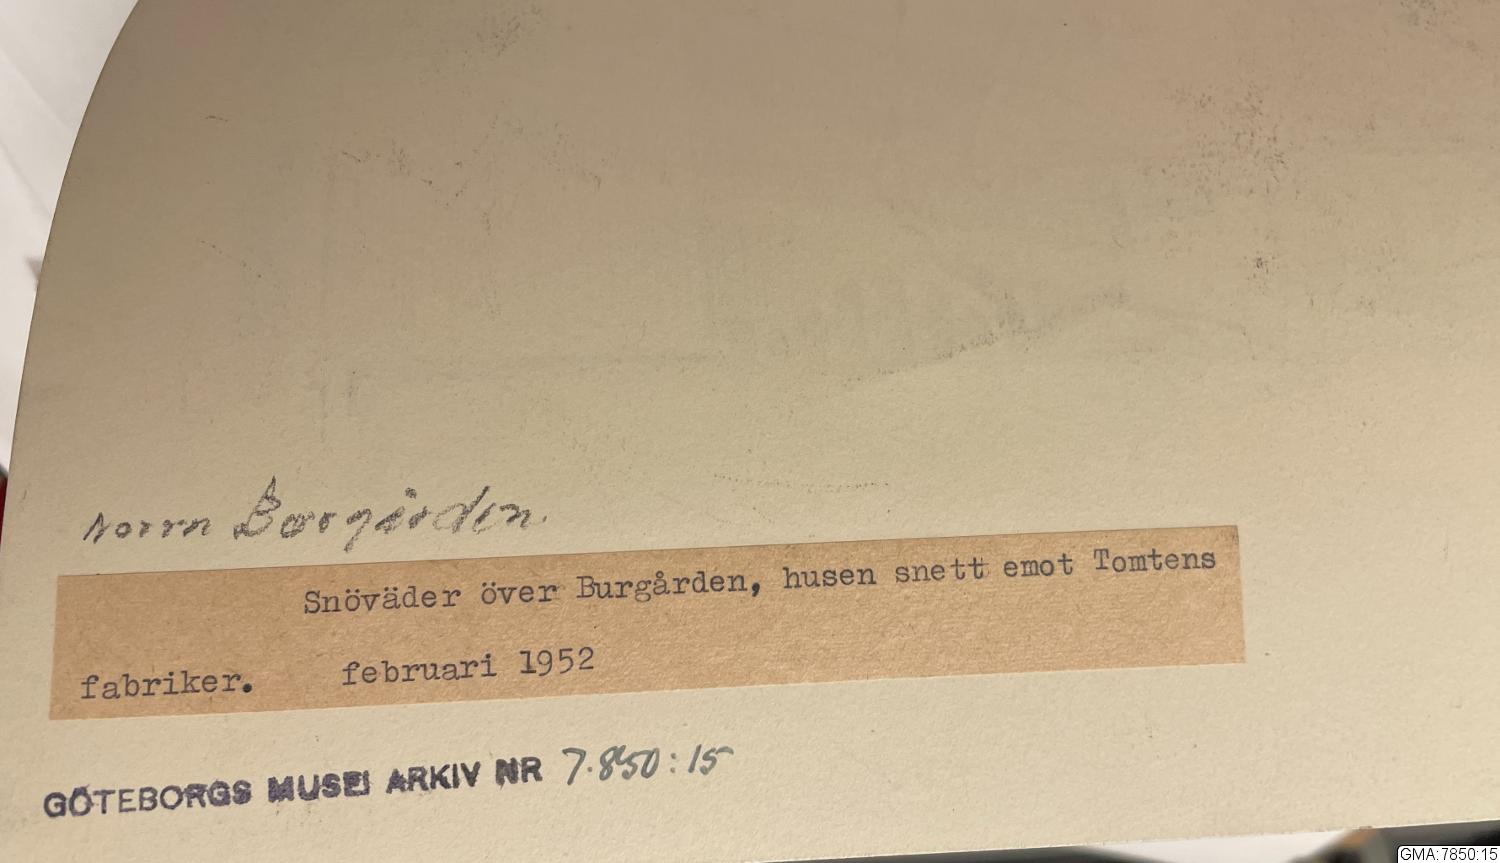 Norrn Borgården.
Snöväder över Burgården, husen snett emot Tomtens
fabriker. februari 1952
GÖTEBORGS MUSEI ARKIV NR 7.850:15
GMA:7850:15